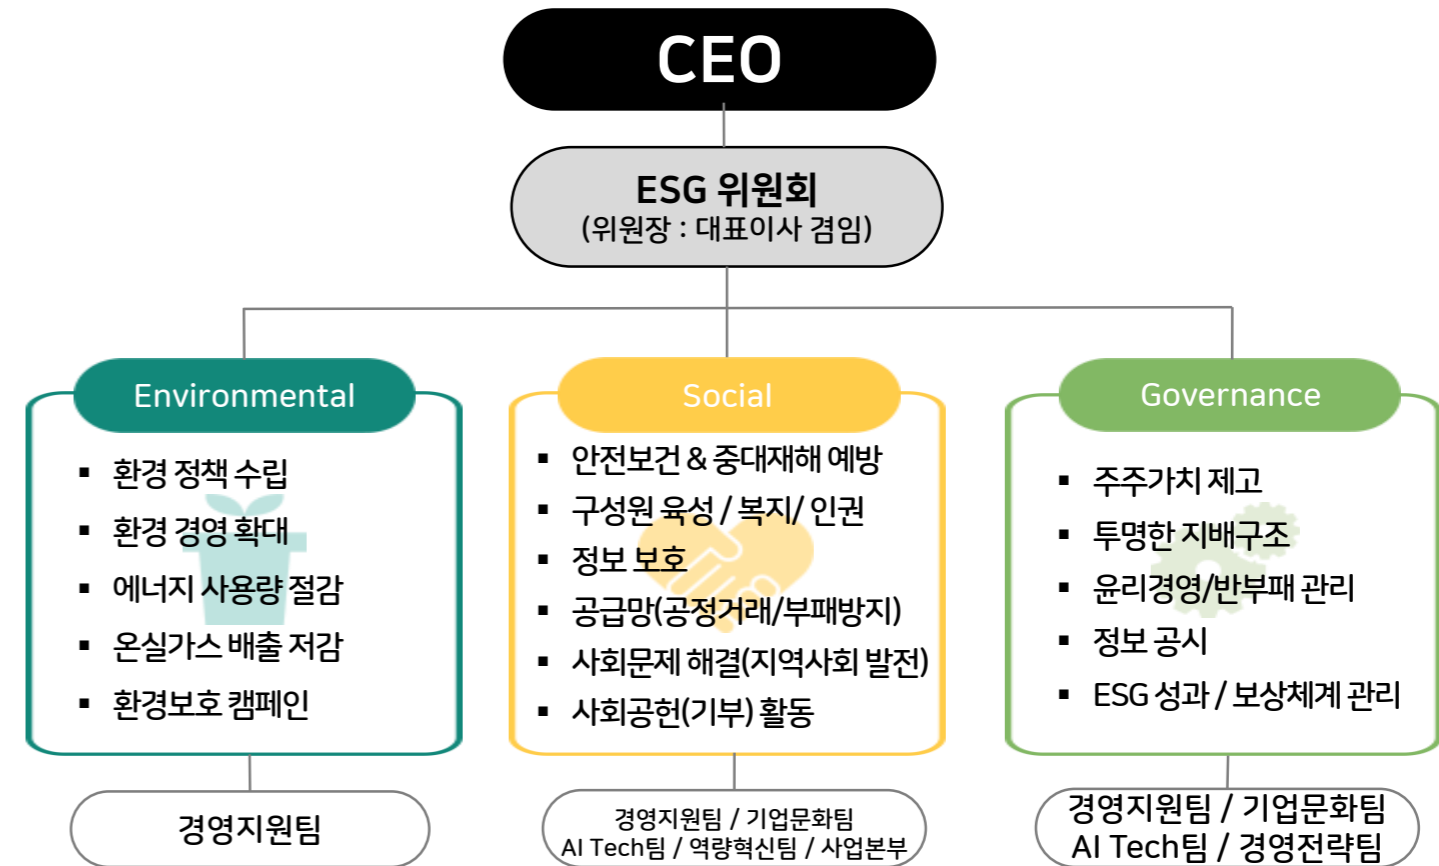 CEO
ESG 위원회
(위원장 : 대표이사 겸임)
Environmental
▪ 환경 정책 수립
▪ 환경 경영 확대
▪ 에너지 사용량 절감
▪ 온실가스 배출 저감
▪ 환경보호 캠페인
경영지원팀
Social
▪ 안전보건 & 중대재해 예방
▪ 구성원 육성 / 복지/ 인권
▪ 정보 보호
▪ 공급망(공정거래/부패방지)
▪ 사회문제 해결(지역사회 발전)
▪ 사회공헌(기부) 활동
경영지원팀 / 기업문화팀
AI Tech팀 / 역량혁신팀 / 사업본부
Governance
▪ 주주가치 제고
▪ 투명한 지배구조
▪ 윤리경영/반부패 관리
▪ 정보 공시
▪ ESG 성과 / 보상체계 관리
경영지원팀 / 기업문화팀
AI Tech팀 / 경영전략팀